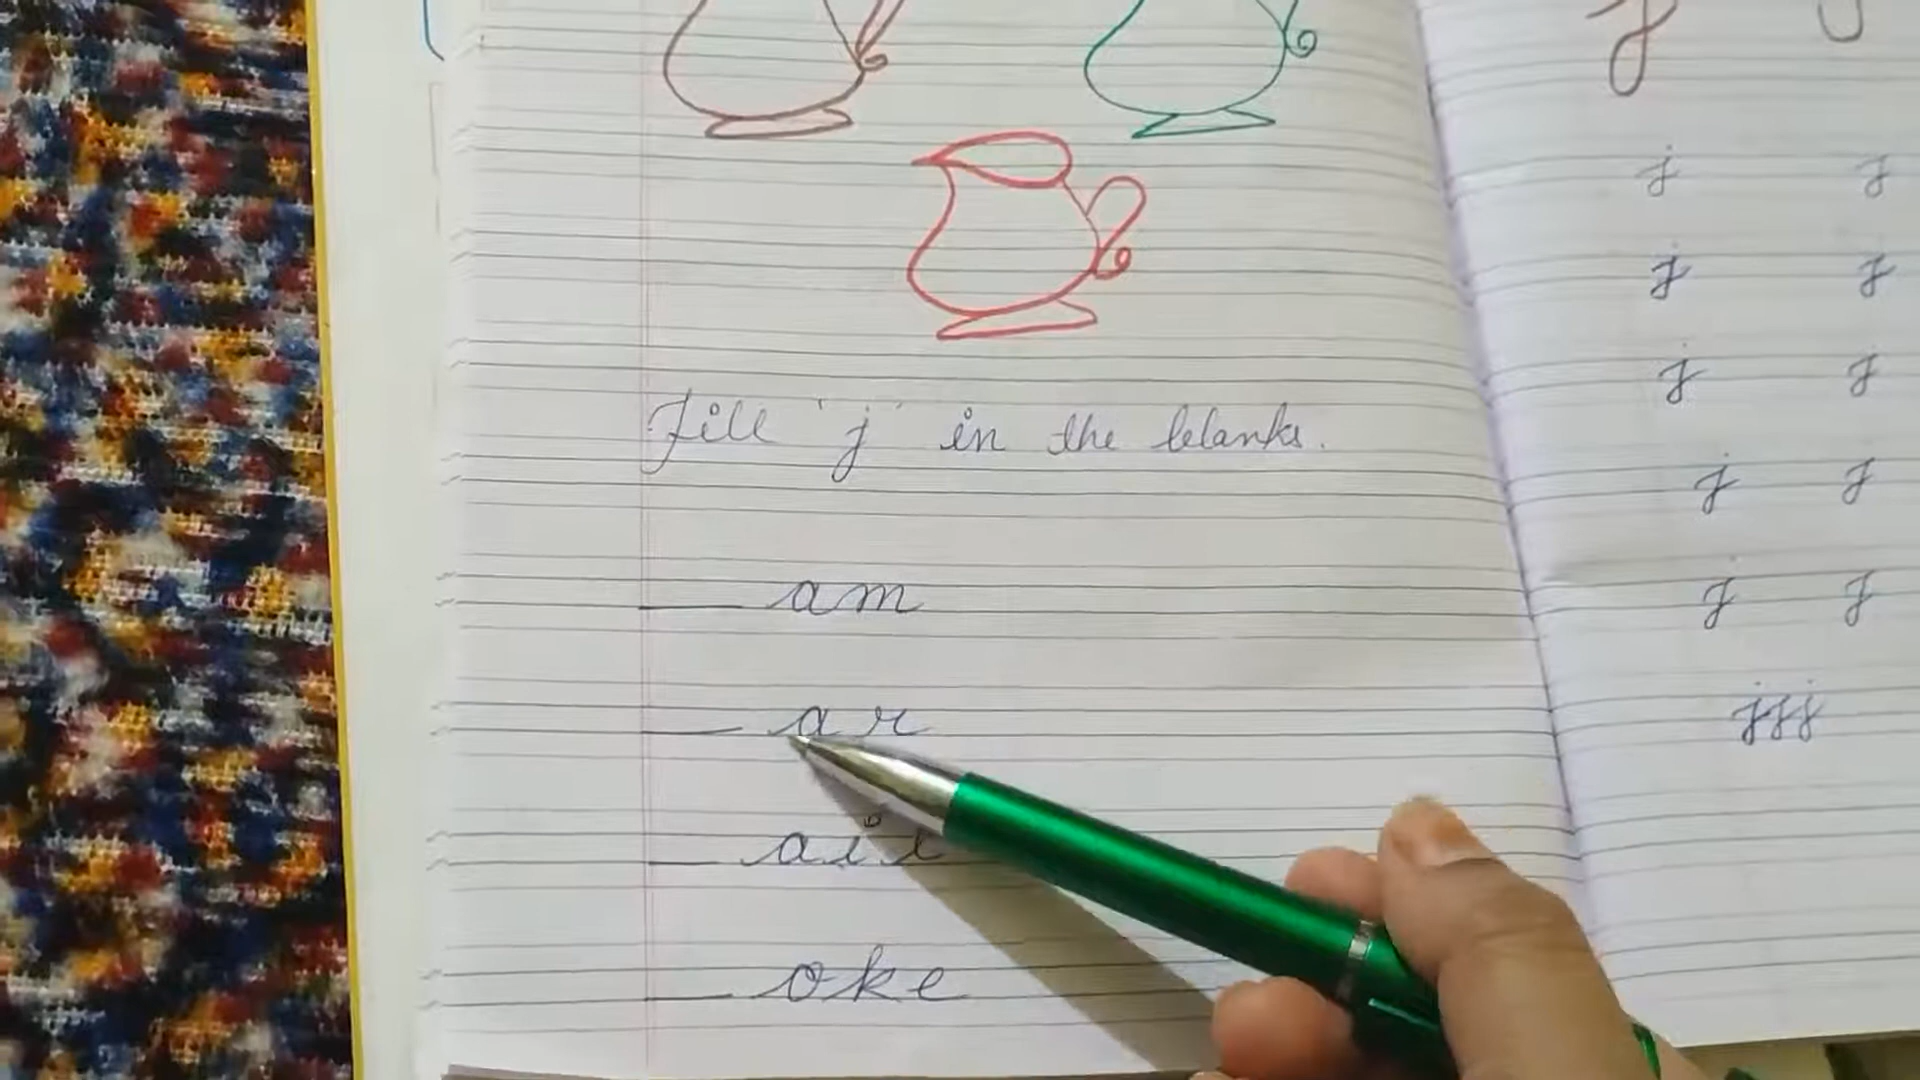 Fill 'j' in the blanks.
__ am
__ ar
__ ail
__ oke
j
j j
j j
j j
j j
j j
jjj